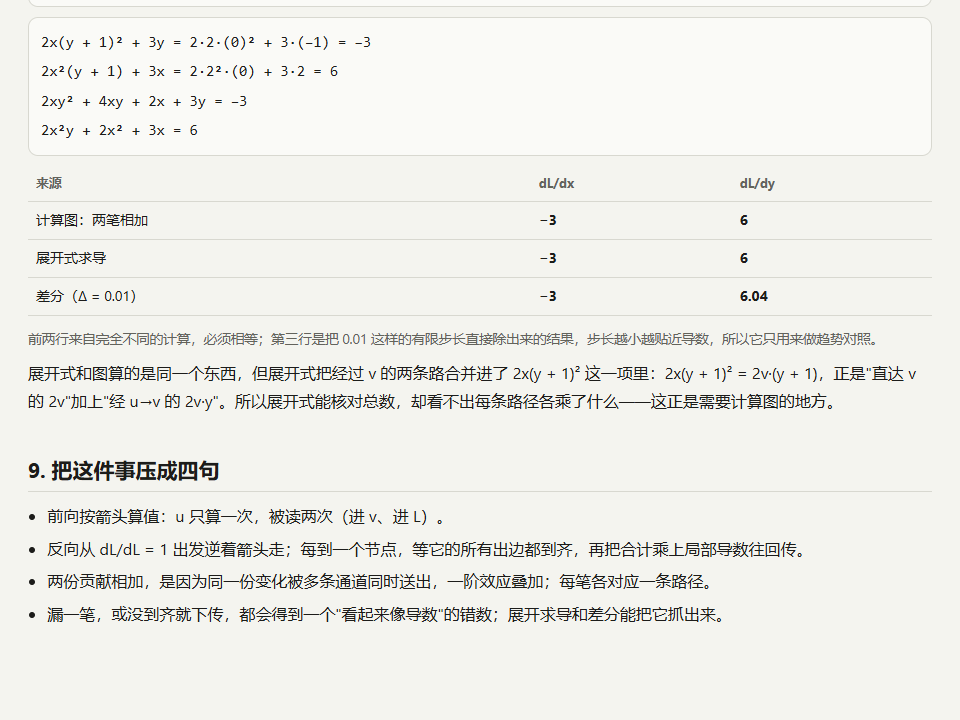 2x(y + 1)² + 3y = 2·2·(0)² + 3·(−1) = −3
2x²(y + 1) + 3x = 2·2²·(0) + 3·2 = 6
2xy² + 4xy + 2x + 3y = −3
2x²y + 2x² + 3x = 6
来源 dL/dx dL/dy
计算图：两笔相加 −3 6
展开式求导 −3 6
差分（Δ = 0.01） −3 6.04
前两行来自完全不同的计算，必须相等；第三行是把 0.01 这样的有限步长直接除出来的结果，步长越小越贴近导数，所以它只用来做趋势对照。
展开式和图算的是同一个东西，但展开式把经过 v 的两条路合并进了 2x(y + 1)² 这一项里：2x(y + 1)² = 2v·(y + 1)，正是"直达 v
的 2v"加上"经 u→v 的 2v·y"。所以展开式能核对总数，却看不出每条路径各乘了什么——这正是需要计算图的地方。
9. 把这件事压成四句
• 前向按箭头算值：u 只算一次，被读两次（进 v、进 L）。
• 反向从 dL/dL = 1 出发逆着箭头走；每到一个节点，等它的所有出边都到齐，再把合计乘上局部导数往回传。
• 两份贡献相加，是因为同一份变化被多条通道同时送出，一阶效应叠加；每笔各对应一条路径。
• 漏一笔，或没到齐就下传，都会得到一个"看起来像导数"的错数；展开求导和差分能把它抓出来。